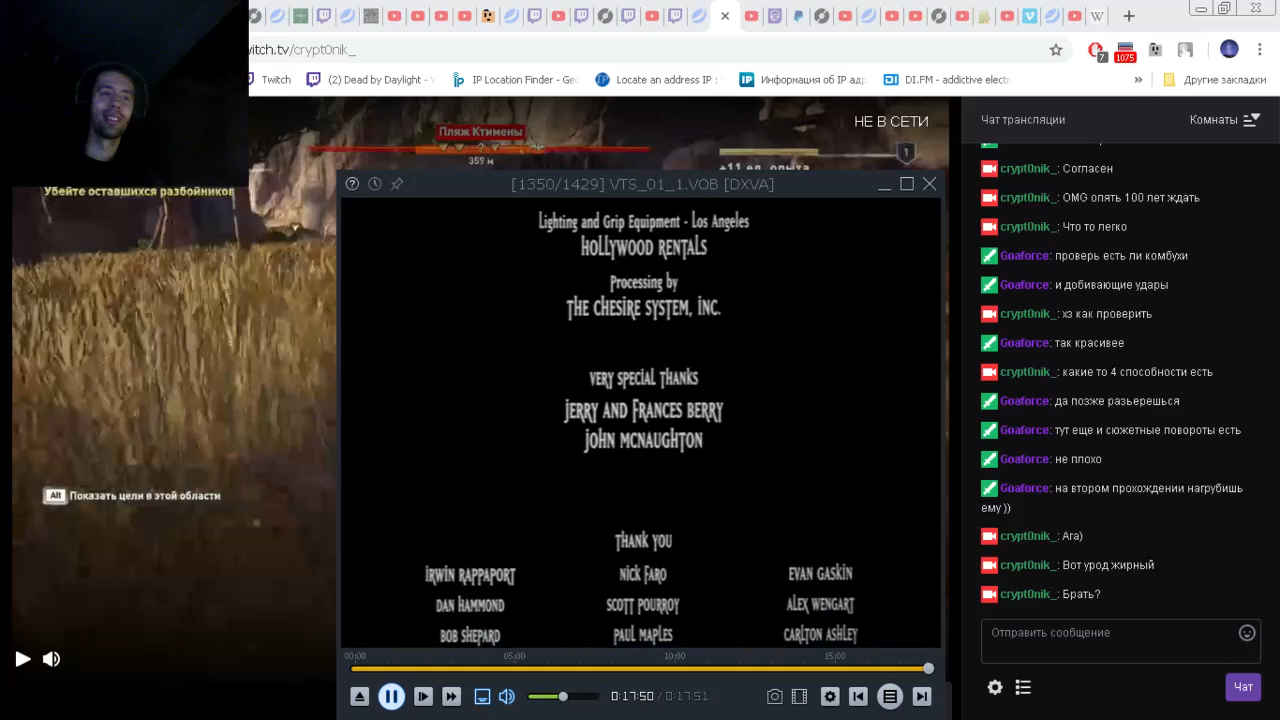 witch.tv/crypt0nik_
7
1075
Twitch
(2) Dead by Daylight -
IP Location Finder - Geo
Locate an address IP :
Информация об IP адр
DI.FM - addictive electr
»
Другие закладки
Пляж Ктимены
359 м
НЕ В СЕТИ
+11 ед. опыта
1
Убейте оставшихся разбойников
Alt Показать цели в этой области
[1350/1429] VTS_01_1.VOB [DXVA]
Lighting and Grip Equipment - Los Angeles
HOLLYWOOD RENTALS
Processing by
THE CHESIRE SYSTEM, INC.
VERY SPECIAL THANKS
JERRY AND FRANCES BERRY
JOHN MCNAUGHTON
THANK YOU
IRWIN RAPPAPORT NICK FARO EVAN GASKIN
DAN HAMMOND SCOTT POURROY ALEX WENGART
BOB SHEPARD PAUL MAPLES CARLTON ASHLEY
00:00 05:00 10:00 15:00
0:17:50 / 0:17:51
Чат трансляции Комнаты
crypt0nik_: Согласен
crypt0nik_: OMG опять 100 лет ждать
crypt0nik_: Что то легко
Goaforce: проверь есть ли комбухи
Goaforce: и добивающие удары
crypt0nik_: хз как проверить
Goaforce: так красивее
crypt0nik_: какие то 4 способности есть
Goaforce: да позже разьерешься
Goaforce: тут еще и сюжетные повороты есть
Goaforce: не плохо
Goaforce: на втором прохождении нагрубишь
ему ))
crypt0nik_: Ага)
crypt0nik_: Вот урод жирный
crypt0nik_: Брать?
Отправить сообщение
Чат